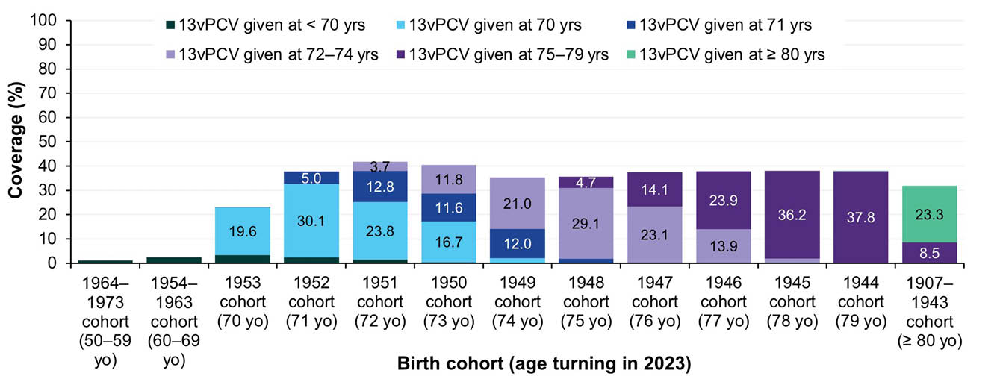 100
90
80
70
60
50
40
30
20
10
0
Coverage (%)
13vPCV given at < 70 yrs
13vPCV given at 70 yrs
13vPCV given at 71 yrs
13vPCV given at 72–74 yrs
13vPCV given at 75–79 yrs
13vPCV given at ≥ 80 yrs
19.6
5.0
30.1
3.7
12.8
23.8
11.8
11.6
16.7
21.0
12.0
4.7
29.1
14.1
23.1
23.9
13.9
36.2
37.8
23.3
8.5
1964–
1973
cohort
(50–59
yo)
1954–
1963
cohort
(60–69
yo)
1953
cohort
(70 yo)
1952
cohort
(71 yo)
1951
cohort
(72 yo)
1950
cohort
(73 yo)
1949
cohort
(74 yo)
1948
cohort
(75 yo)
1947
cohort
(76 yo)
1946
cohort
(77 yo)
1945
cohort
(78 yo)
1944
cohort
(79 yo)
1907–
1943
cohort
(≥ 80 yo)
Birth cohort (age turning in 2023)